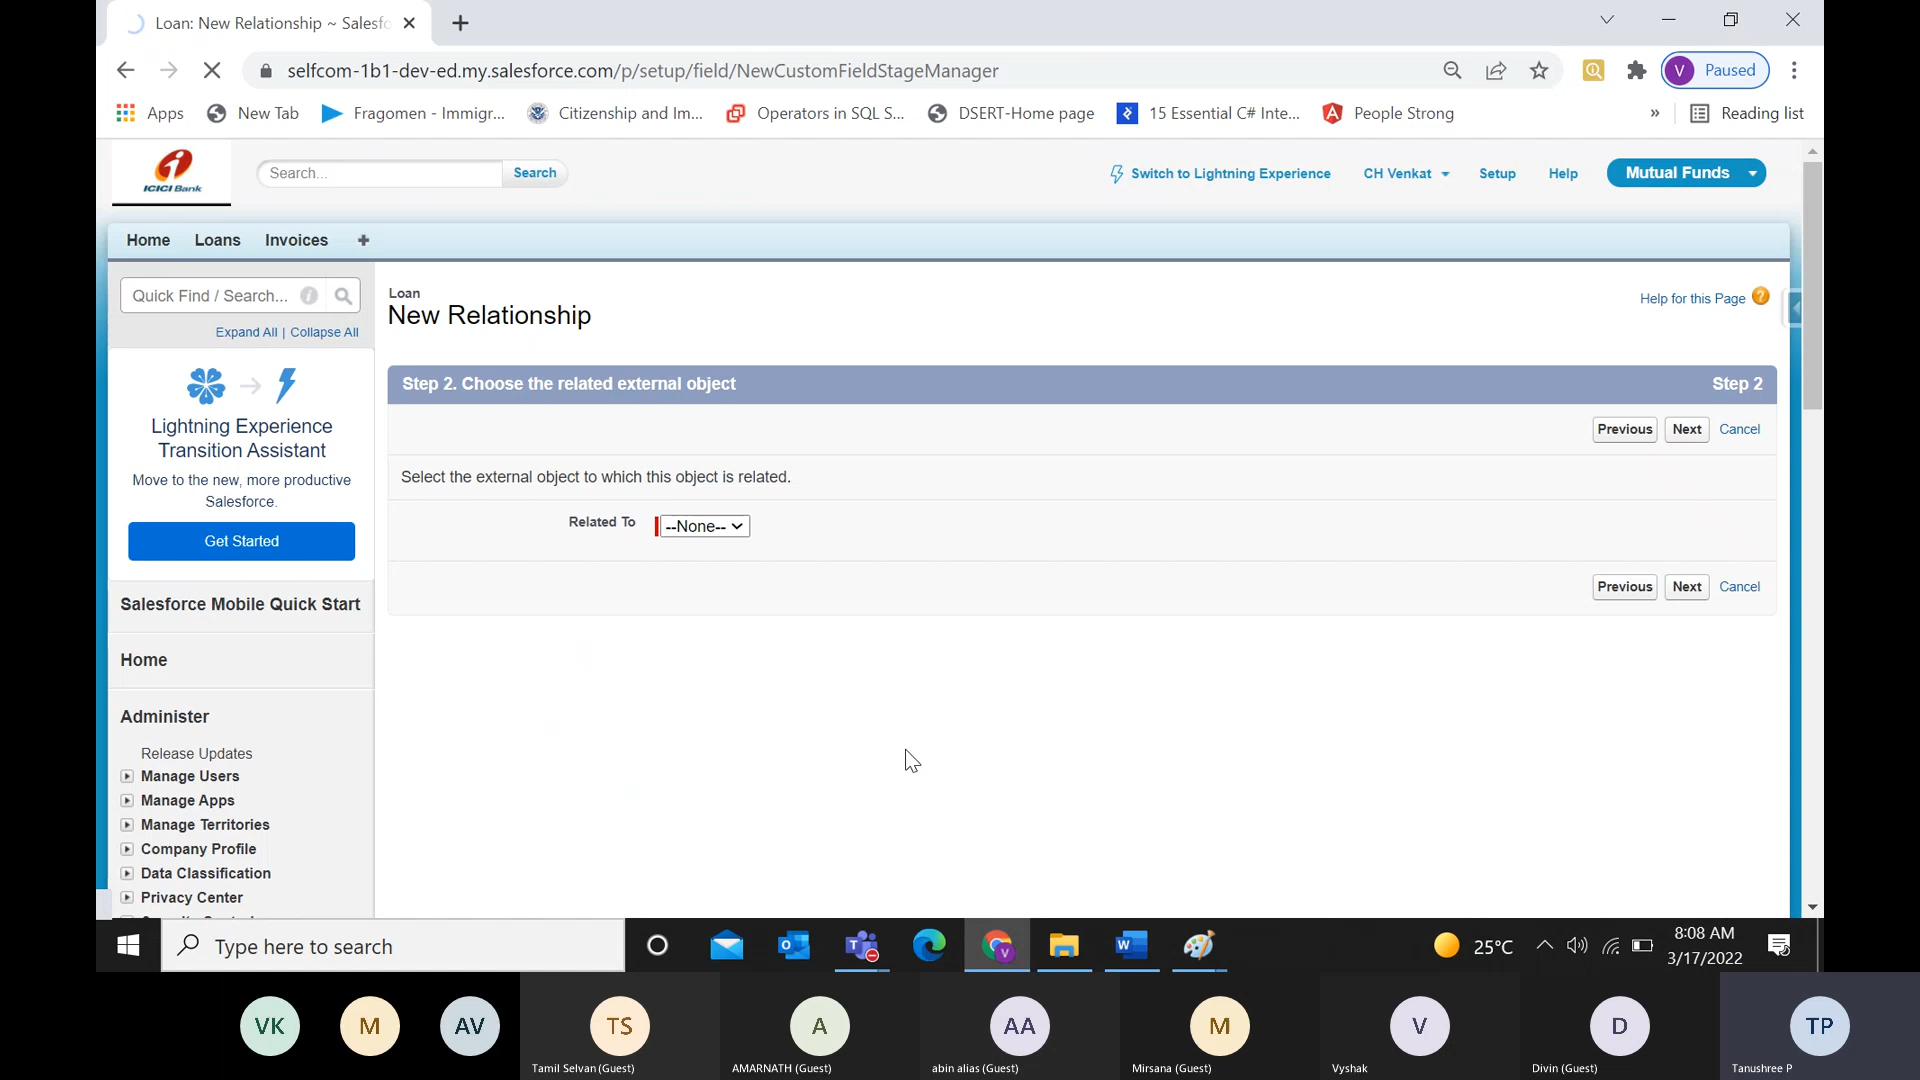 Loan: New Relationship ~ Salesfo
selfcom-1b1-dev-ed.my.salesforce.com/p/setup/field/NewCustomFieldStageManager
V Paused
Apps New Tab Fragomen - Immigr... Citizenship and Im... Operators in SQL S... DSERT-Home page 15 Essential C# Inte... People Strong » Reading list
ICICI Bank
Search... Search
Switch to Lightning Experience CH Venkat Setup Help Mutual Funds
Home Loans Invoices +
Quick Find / Search...
Expand All | Collapse All
Lightning Experience
Transition Assistant
Move to the new, more productive
Salesforce.
Get Started
Salesforce Mobile Quick Start
Home
Administer
Release Updates
Manage Users
Manage Apps
Manage Territories
Company Profile
Data Classification
Privacy Center
Loan
New Relationship
Help for this Page ?
Step 2. Choose the related external object Step 2
Previous Next Cancel
Select the external object to which this object is related.
Related To --None--
Previous Next Cancel
Type here to search
25°C
8:08 AM
3/17/2022
VK M AV TS A AA M V D TP
Tamil Selvan (Guest) AMARNATH (Guest) abin alias (Guest) Mirsana (Guest) Vyshak Divin (Guest) Tanushree P